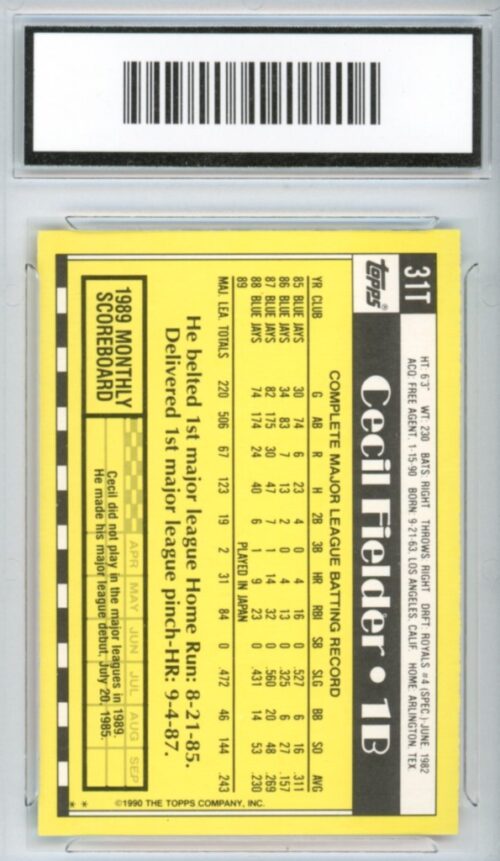 31T
topps®
HT: 6'3" WT: 230 BATS: RIGHT THROWS: RIGHT DRFT: ROYALS #4 (SPEC.)-JUNE, 1982
ACQ: FREE AGENT, 1-15-90 BORN: 9-21-63, LOS ANGELES, CALIF. HOME: ARLINGTON, TEX.
Cecil Fielder • 1B
COMPLETE MAJOR LEAGUE BATTING RECORD
YR CLUB G AB R H 2B 3B HR RBI SB SLG BB SO AVG
85 BLUE JAYS 30 74 6 23 4 0 4 16 0 .527 6 16 .311
86 BLUE JAYS 34 83 7 13 2 0 4 13 0 .325 6 27 .157
87 BLUE JAYS 82 175 30 47 7 1 14 32 0 .560 20 48 .269
88 BLUE JAYS 74 174 24 40 6 1 9 23 0 .431 14 53 .230
89 PLAYED IN JAPAN
MAJ. LEA. TOTALS 220 506 67 123 19 2 31 84 0 .472 46 144 .243
He belted 1st major league Home Run: 8-21-85.
Delivered 1st major league pinch-HR: 9-4-87.
1989 MONTHLY
SCOREBOARD
APR MAY JUN JUL AUG SEP
Cecil did not play in the major leagues in 1989.
He made his major league debut, July 20, 1985.
©1990 THE TOPPS COMPANY, INC.
* *